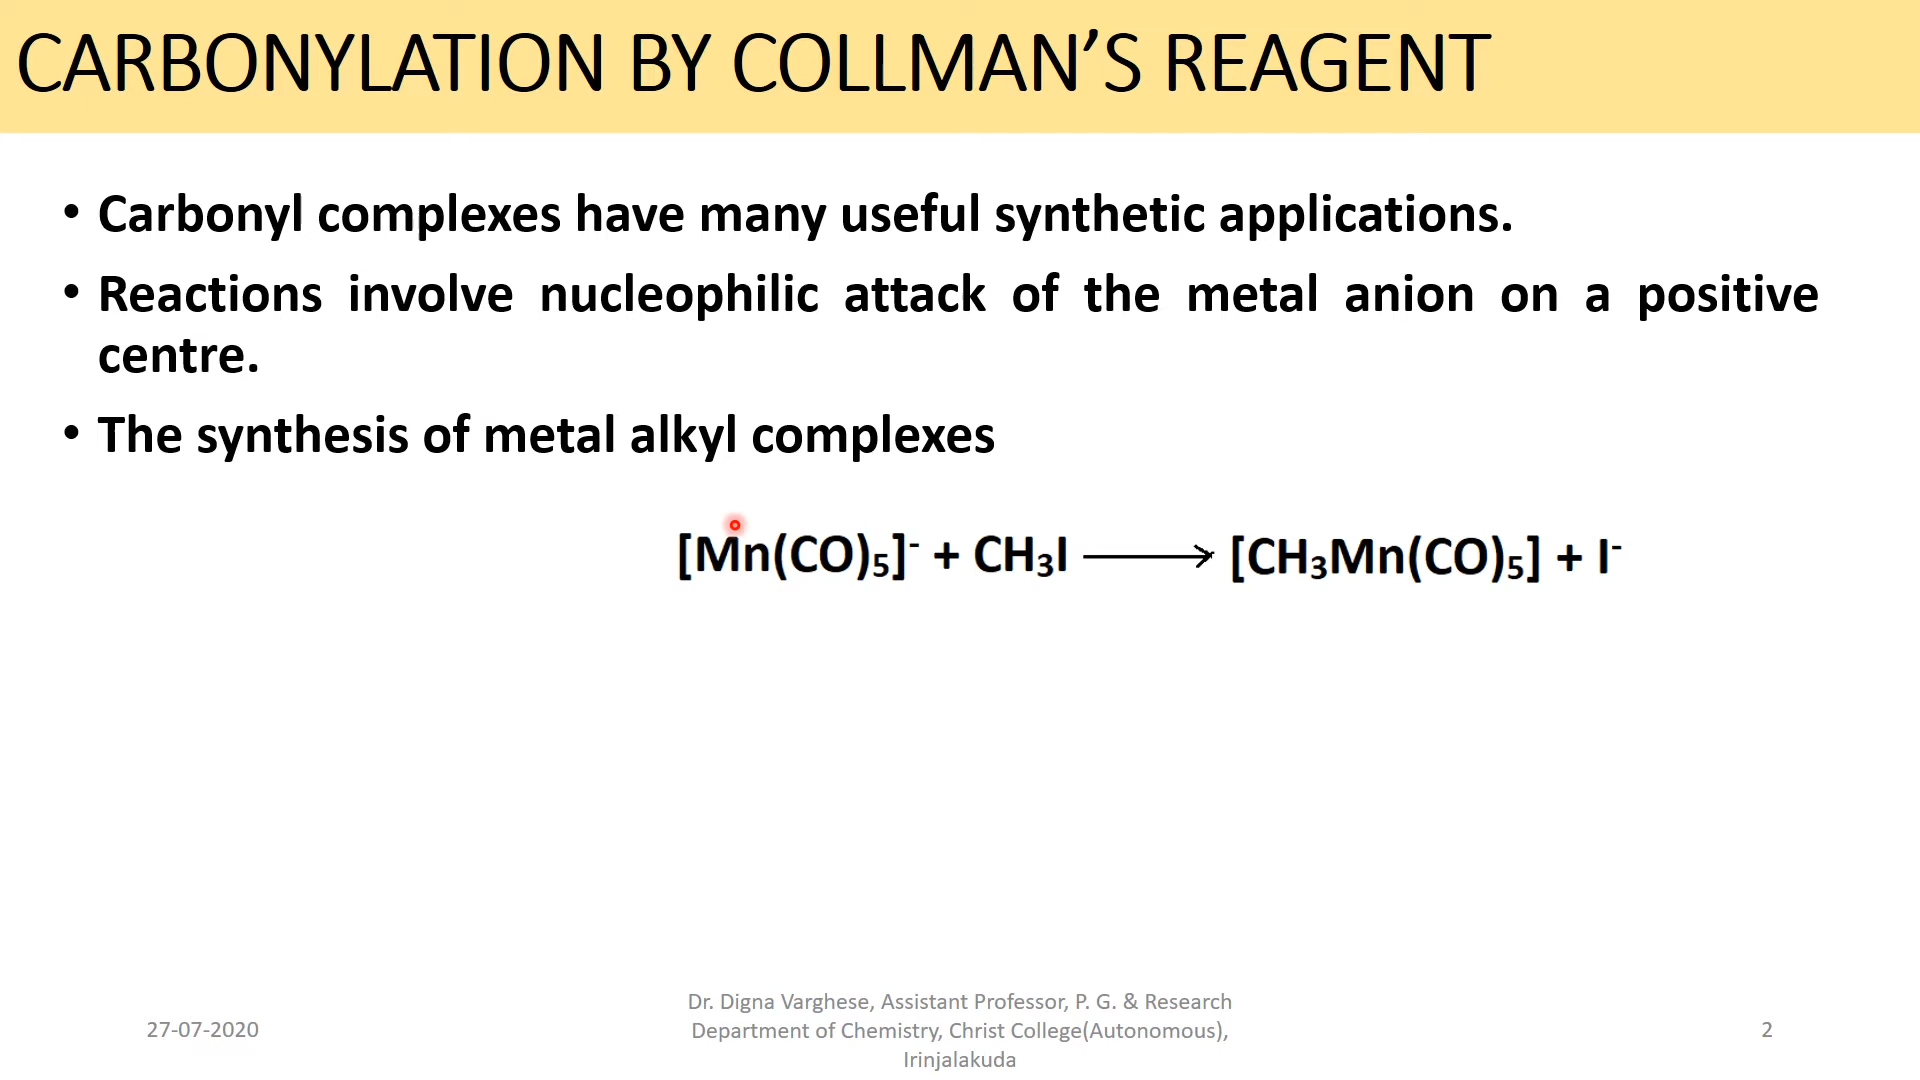 CARBONYLATION BY COLLMAN’S REAGENT
• Carbonyl complexes have many useful synthetic applications.
• Reactions involve nucleophilic attack of the metal anion on a positive
centre.
• The synthesis of metal alkyl complexes
[Mn(CO)₅]⁻ + CH₃I ⟶ [CH₃Mn(CO)₅] + I⁻
Dr. Digna Varghese, Assistant Professor, P. G. & Research
Department of Chemistry, Christ College(Autonomous),
Irinjalakuda
27-07-2020
2